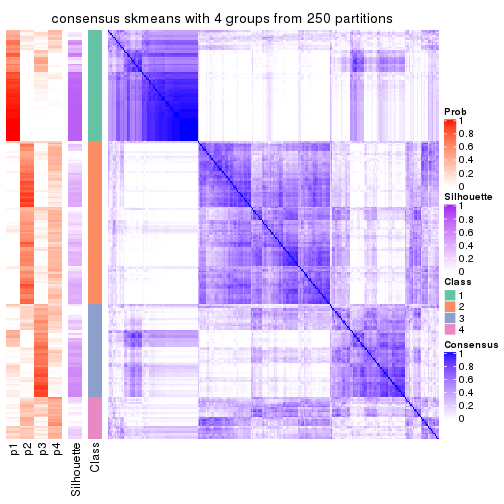 consensus skmeans with 4 groups from 250 partitions
Prob
1
0.8
0.6
0.4
0.2
0
Silhouette
1
0.8
0.6
0.4
0.2
0
Class
1
2
3
4
Consensus
1
0.8
0.6
0.4
0.2
0
p1
p2
p3
p4
Silhouette
Class